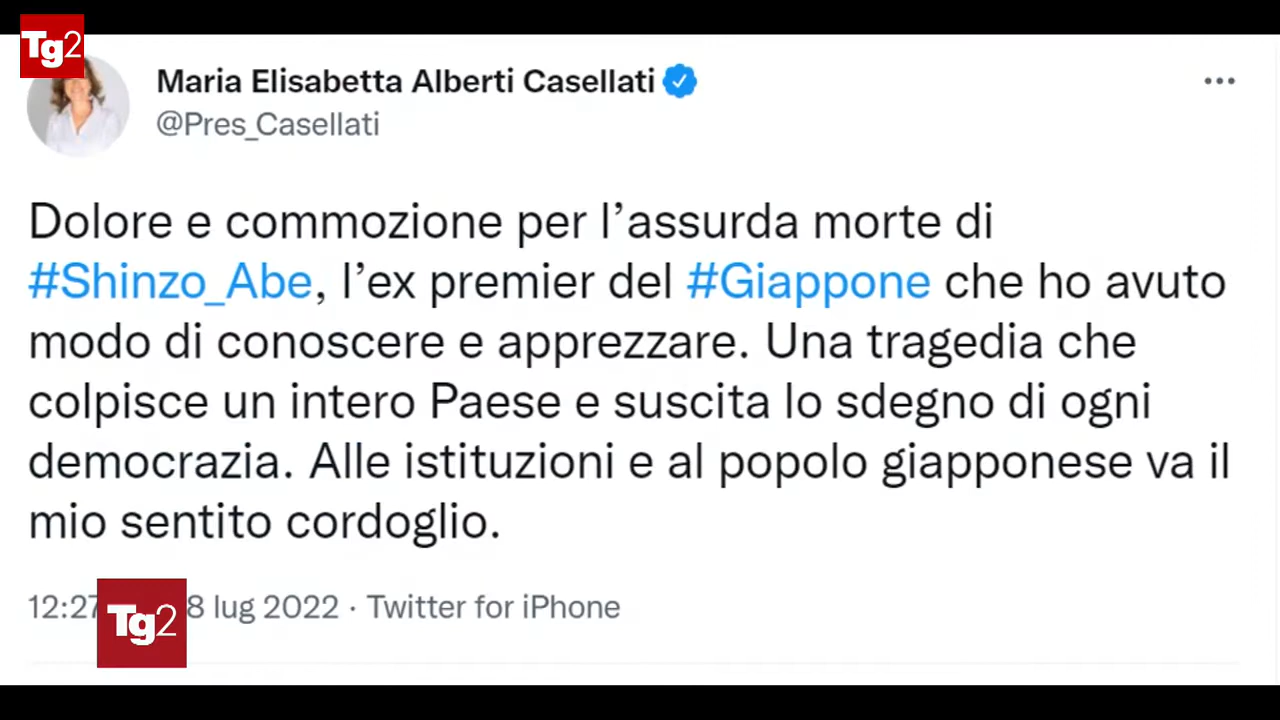 Tg2
Maria Elisabetta Alberti Casellati
@Pres_Casellati
Dolore e commozione per l’assurda morte di
#Shinzo_Abe, l’ex premier del #Giappone che ho avuto
modo di conoscere e apprezzare. Una tragedia che
colpisce un intero Paese e suscita lo sdegno di ogni
democrazia. Alle istituzioni e al popolo giapponese va il
mio sentito cordoglio.
12:27 8 lug 2022 · Twitter for iPhone
Tg2